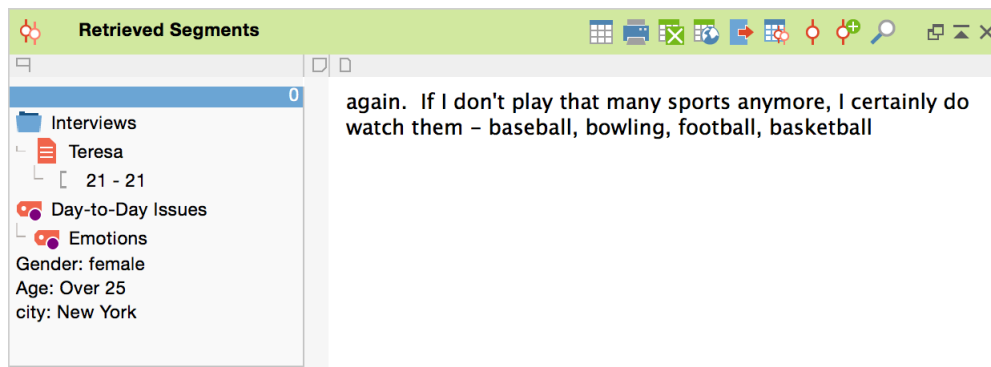 Retrieved Segments
0
Interviews
Teresa
21 - 21
Day-to-Day Issues
Emotions
Gender: female
Age: Over 25
city: New York
again.  If I don't play that many sports anymore, I certainly do
watch them – baseball, bowling, football, basketball